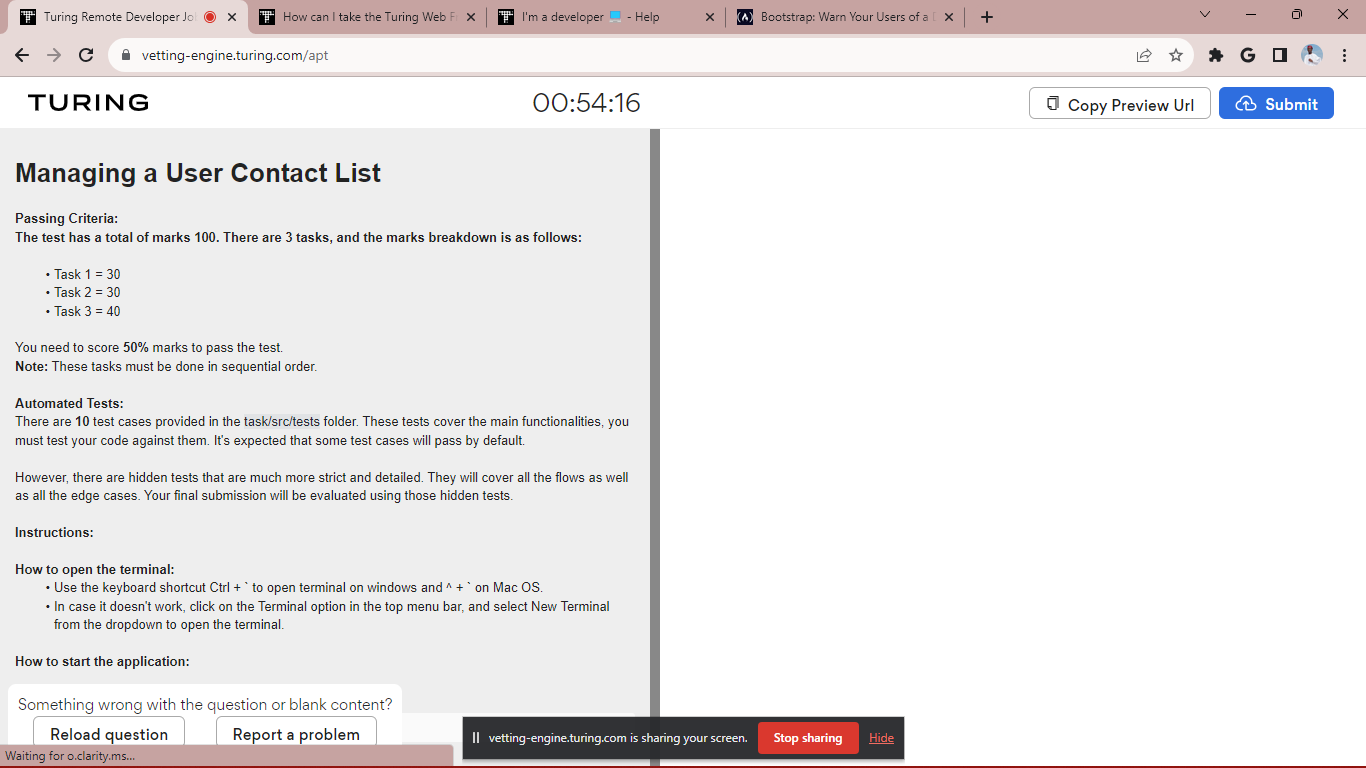 Turing Remote Developer Jo
How can I take the Turing Web F
I'm a developer 💻 - Help
(A) Bootstrap: Warn Your Users of a D
vetting-engine.turing.com/apt
TURING
00:54:16
Copy Preview Url
Submit
Managing a User Contact List
Passing Criteria:
The test has a total of marks 100. There are 3 tasks, and the marks breakdown is as follows:
• Task 1 = 30
• Task 2 = 30
• Task 3 = 40
You need to score 50% marks to pass the test.
Note: These tasks must be done in sequential order.
Automated Tests:
There are 10 test cases provided in the task/src/tests folder. These tests cover the main functionalities, you
must test your code against them. It's expected that some test cases will pass by default.
However, there are hidden tests that are much more strict and detailed. They will cover all the flows as well
as all the edge cases. Your final submission will be evaluated using those hidden tests.
Instructions:
How to open the terminal:
• Use the keyboard shortcut Ctrl + ` to open terminal on windows and ^ + ` on Mac OS.
• In case it doesn't work, click on the Terminal option in the top menu bar, and select New Terminal
from the dropdown to open the terminal.
How to start the application:
Something wrong with the question or blank content?
Reload question
Report a problem
vetting-engine.turing.com is sharing your screen.
Stop sharing
Hide
Waiting for o.clarity.ms...